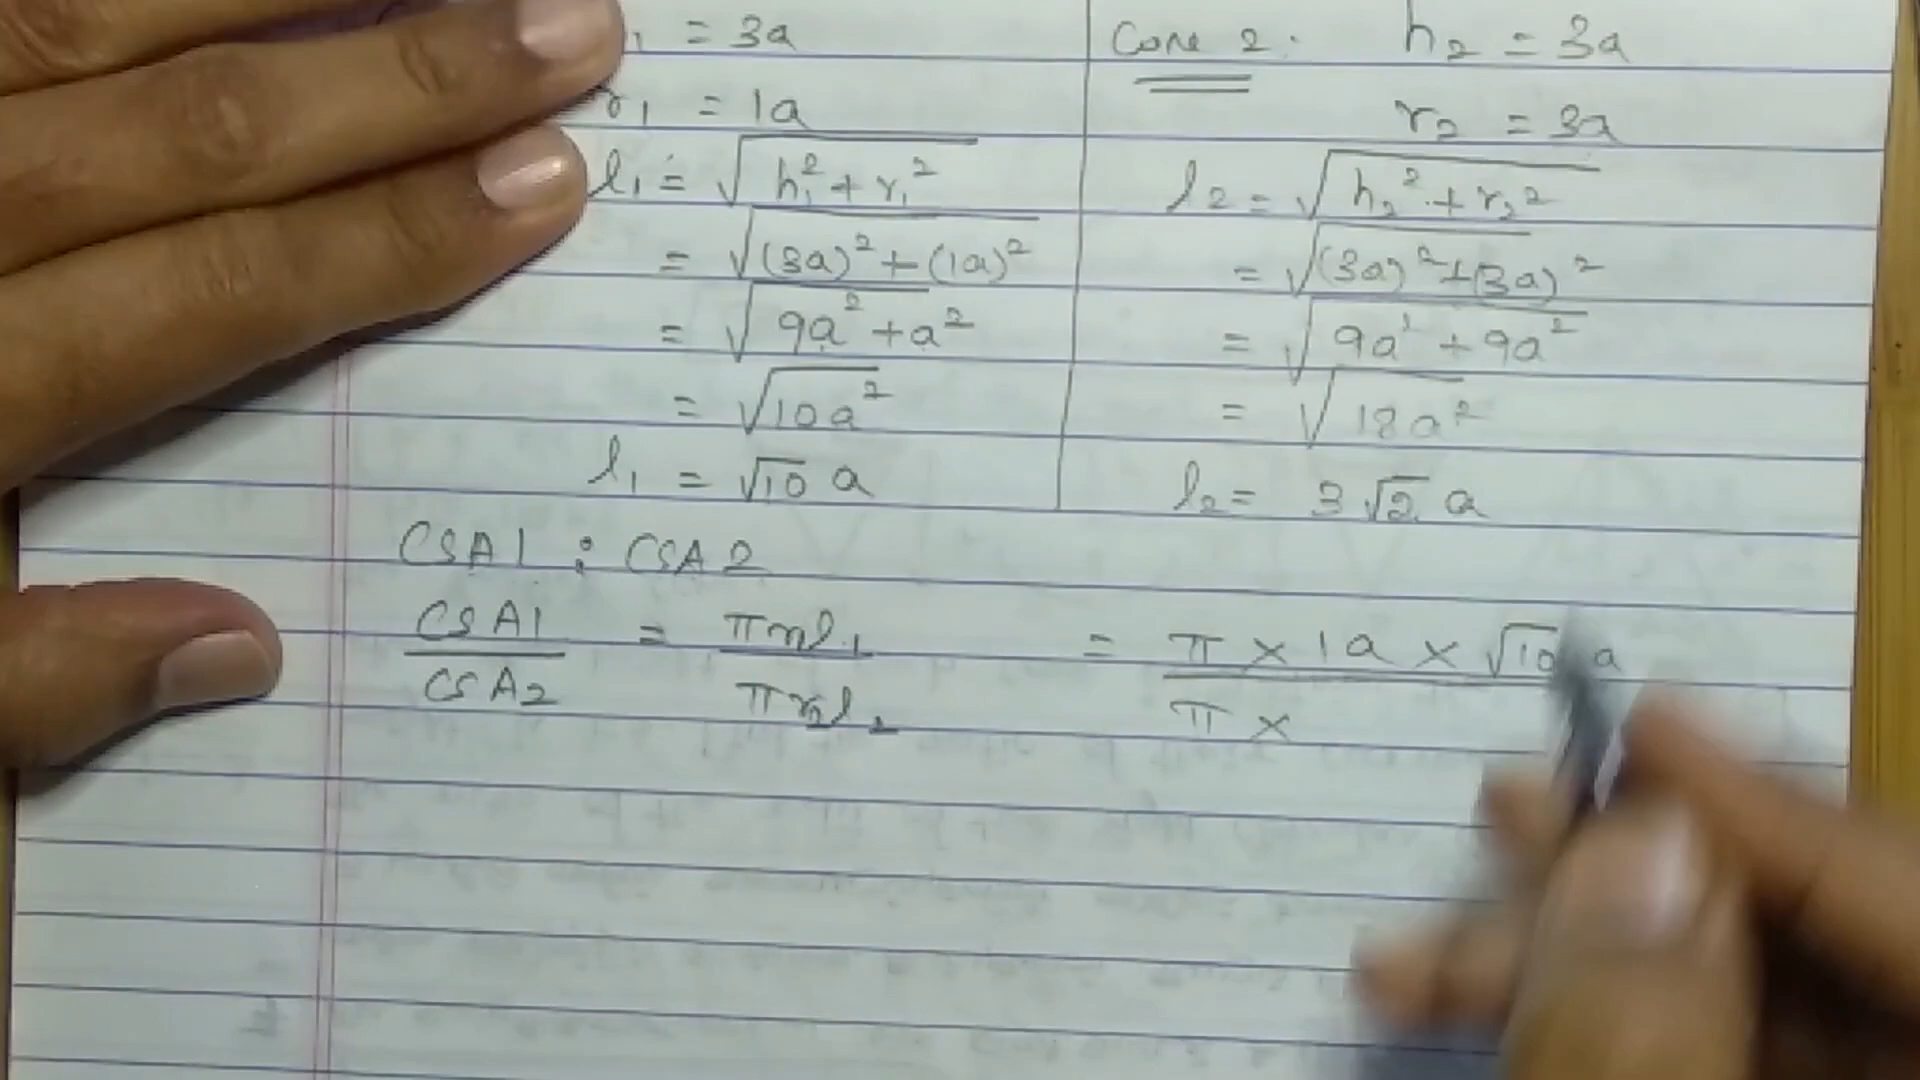 1 = 3a
r1 = 1a
l1 = √(h1² + r1²)
= √((3a)² + (1a)²)
= √(9a² + a²)
= √(10a²)
l1 = √10 a
Cone 2. h2 = 3a
r2 = 3a
l2 = √(h2² + r2²)
= √((3a)² + (3a)²)
= √(9a² + 9a²)
= √(18a²)
l2 = 3√2 a
CSA1 : CSA2
CSA1 / CSA2 = πr1l1 / πr2l2 = π × 1a × √10 a / π ×